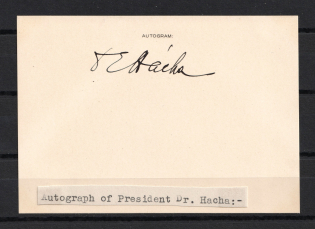 AUTOGRAM:
Dr E Hácha
Autograph of President Dr. Hacha:-